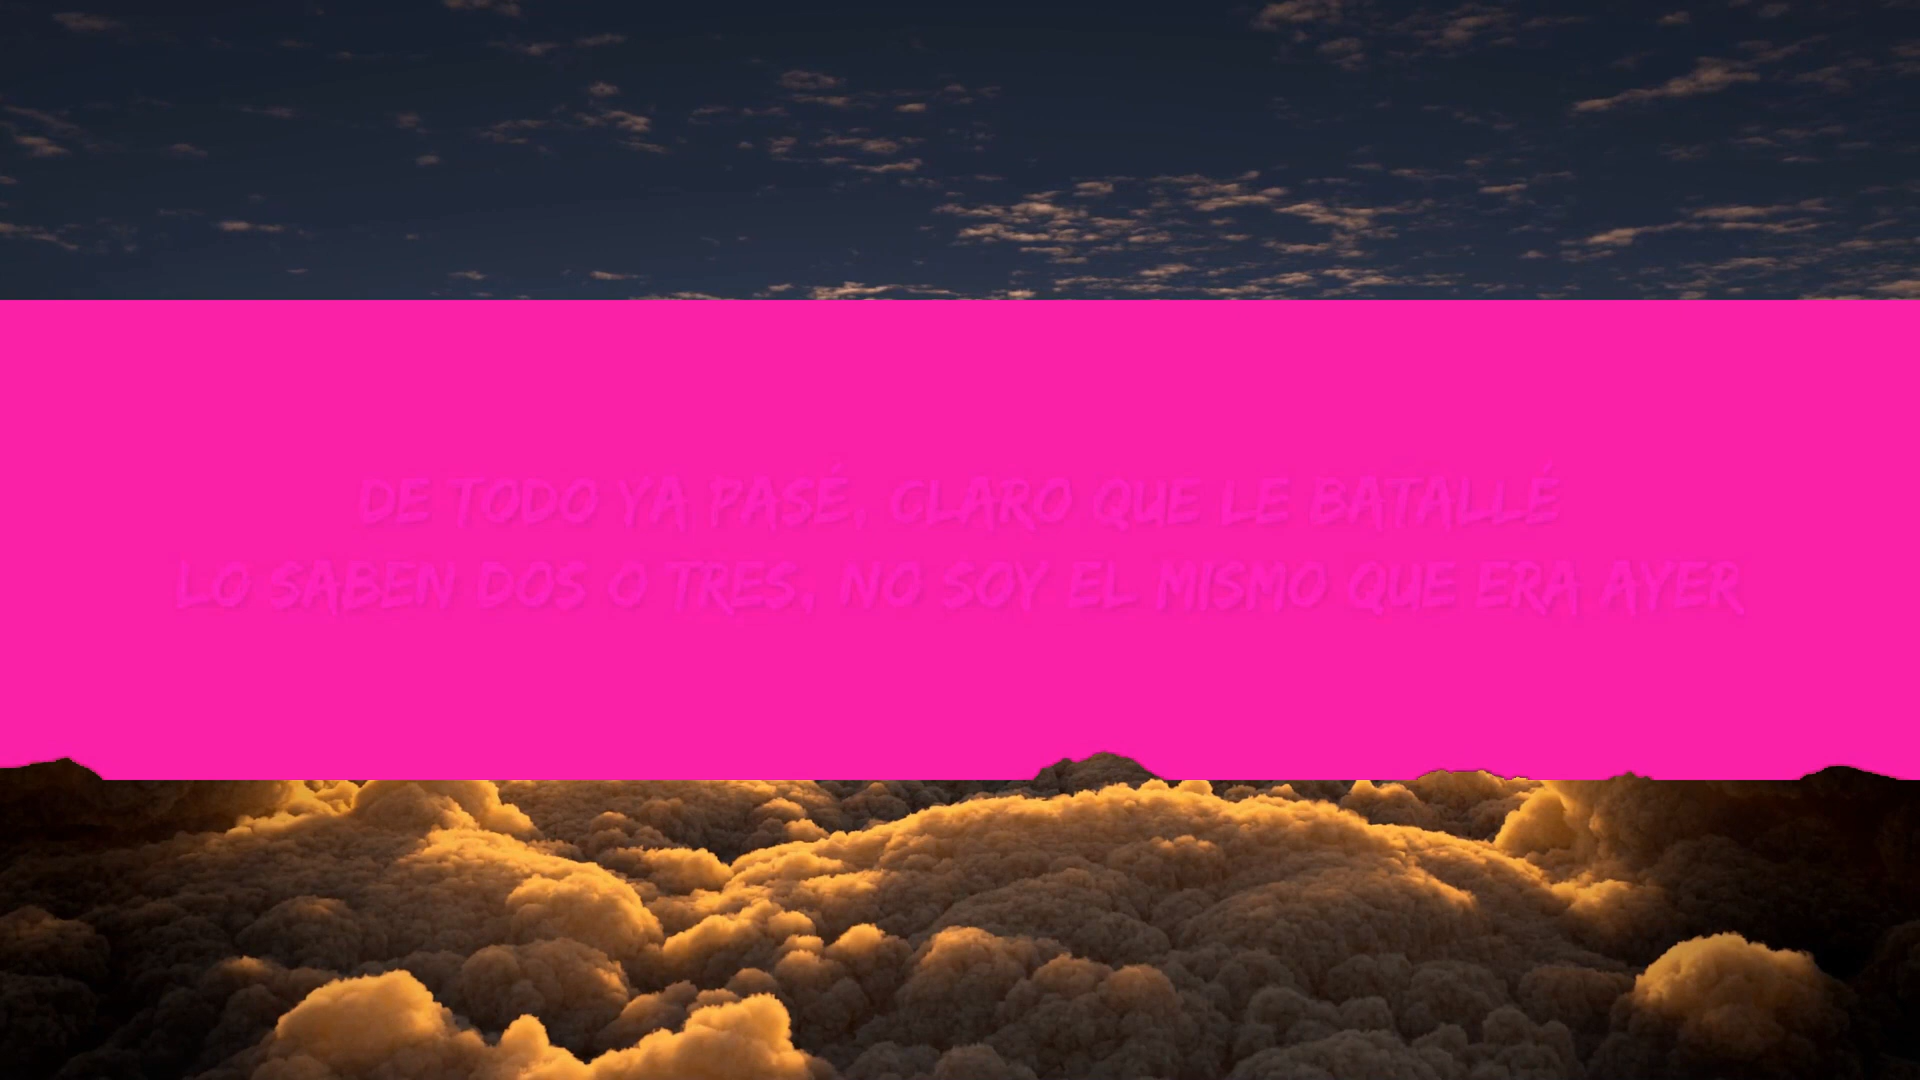 DE TODO YA PASÉ, CLARO QUE LE BATALLÉ
LO SABEN DOS O TRES, NO SOY EL MISMO QUE ERA AYER